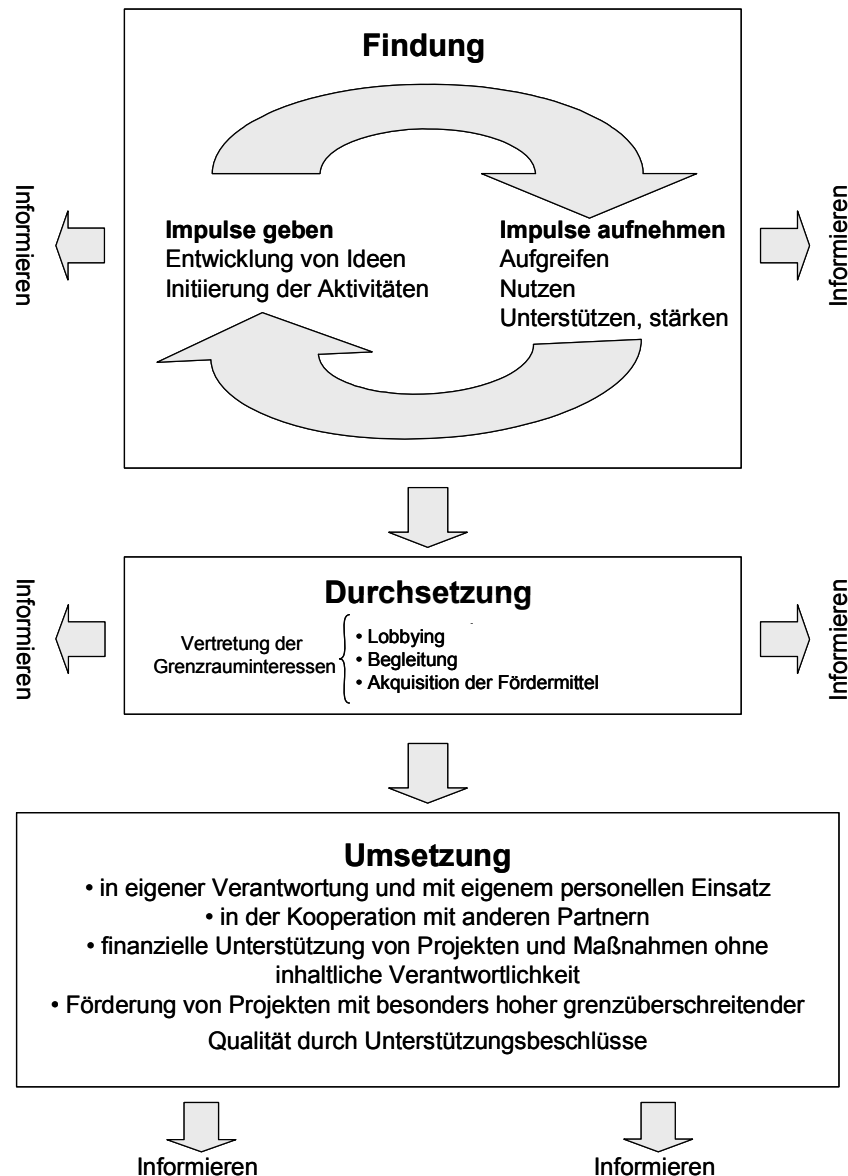 Findung
Informieren
Informieren
Impulse geben
Entwicklung von Ideen
Initiierung der Aktivitäten
Impulse aufnehmen
Aufgreifen
Nutzen
Unterstützen, stärken
Durchsetzung
Informieren
Informieren
Vertretung der
Grenzrauminteressen
• Lobbying
• Begleitung
• Akquisition der Fördermittel
Umsetzung
• in eigener Verantwortung und mit eigenem personellen Einsatz
• in der Kooperation mit anderen Partnern
• finanzielle Unterstützung von Projekten und Maßnahmen ohne
inhaltliche Verantwortlichkeit
• Förderung von Projekten mit besonders hoher grenzüberschreitender
Qualität durch Unterstützungsbeschlüsse
Informieren
Informieren